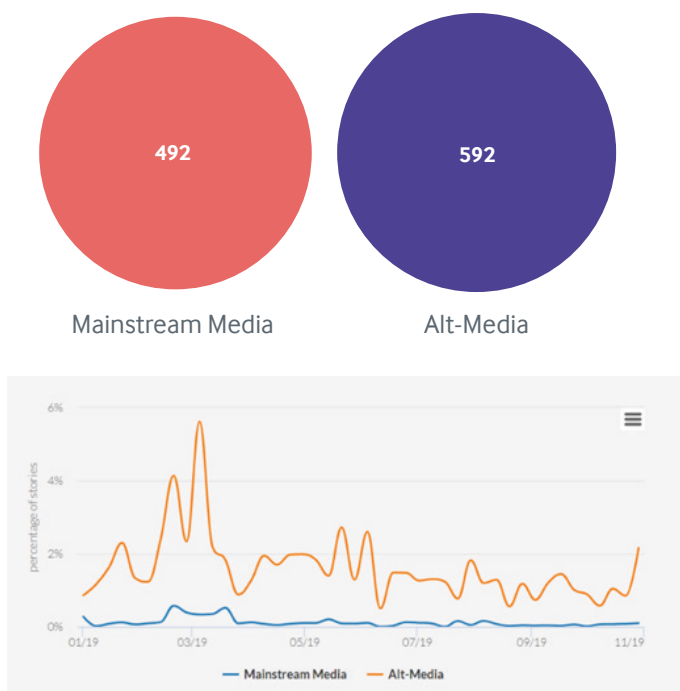 492
592
Mainstream Media
Alt-Media
6%
4%
2%
0%
percentage of stories
01/19
03/19
05/19
07/19
09/19
11/19
Mainstream Media
Alt-Media